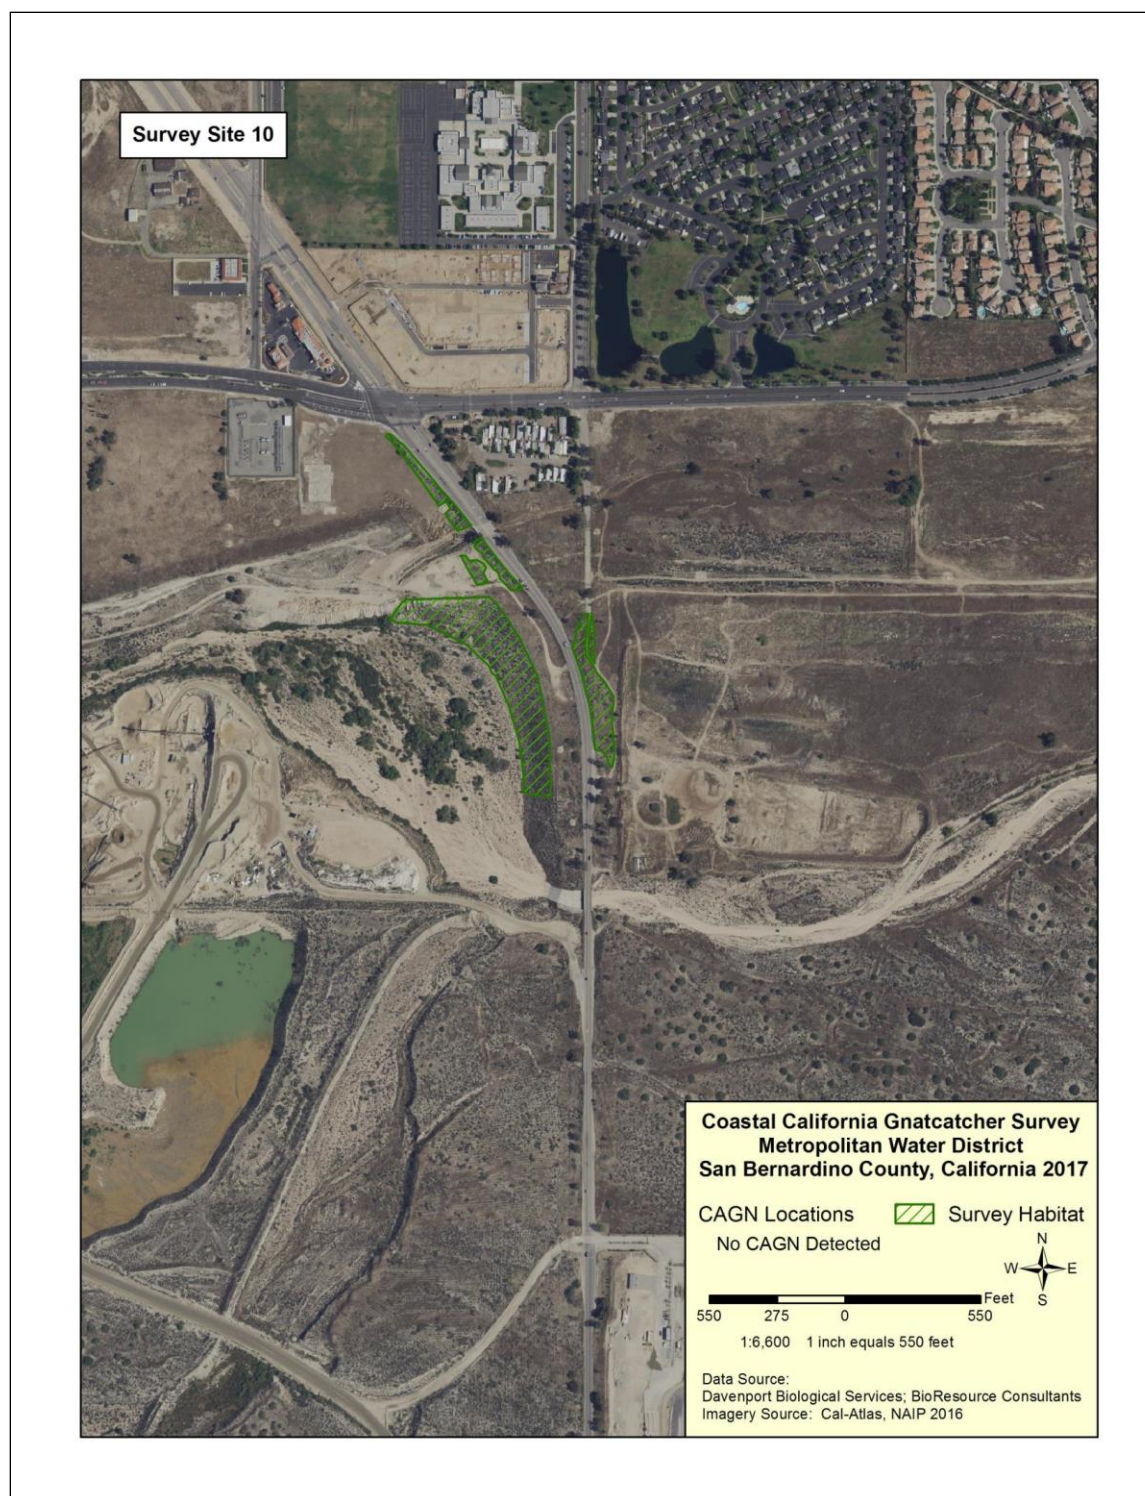 Survey Site 10
Coastal California Gnatcatcher Survey
Metropolitan Water District
San Bernardino County, California 2017
CAGN Locations
Survey Habitat
No CAGN Detected
N
W E
S
Feet
550 275 0 550
1:6,600 1 inch equals 550 feet
Data Source:
Davenport Biological Services; BioResource Consultants
Imagery Source: Cal-Atlas, NAIP 2016